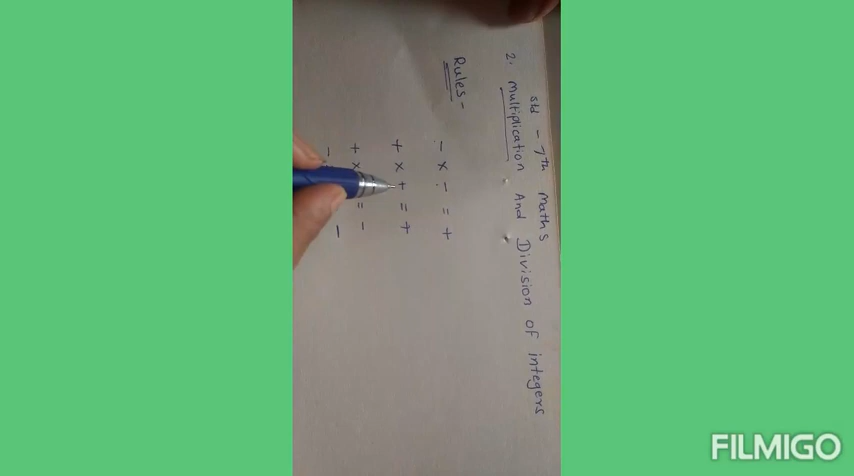 Std - 7th Maths
2. Multiplication And Division of integers
Rules -
- × - = +
+ × + = +
+ × = -
- -
FILMIGO